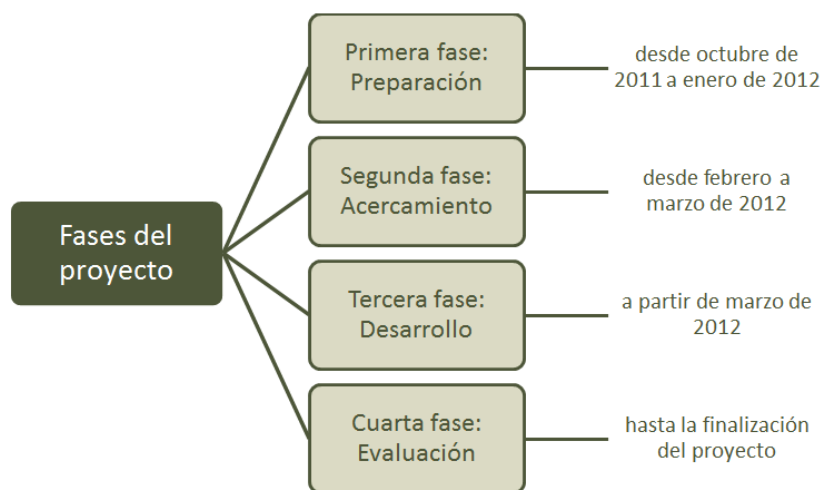 Fases del
proyecto
Primera fase:
Preparación
desde octubre de
2011 a enero de 2012
Segunda fase:
Acercamiento
desde febrero a
marzo de 2012
Tercera fase:
Desarrollo
a partir de marzo de
2012
Cuarta fase:
Evaluación
hasta la finalización
del proyecto